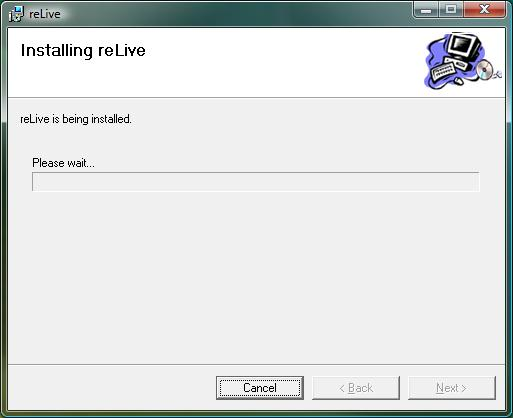 reLive
Installing reLive
reLive is being installed.
Please wait...
Cancel
< Back
Next >